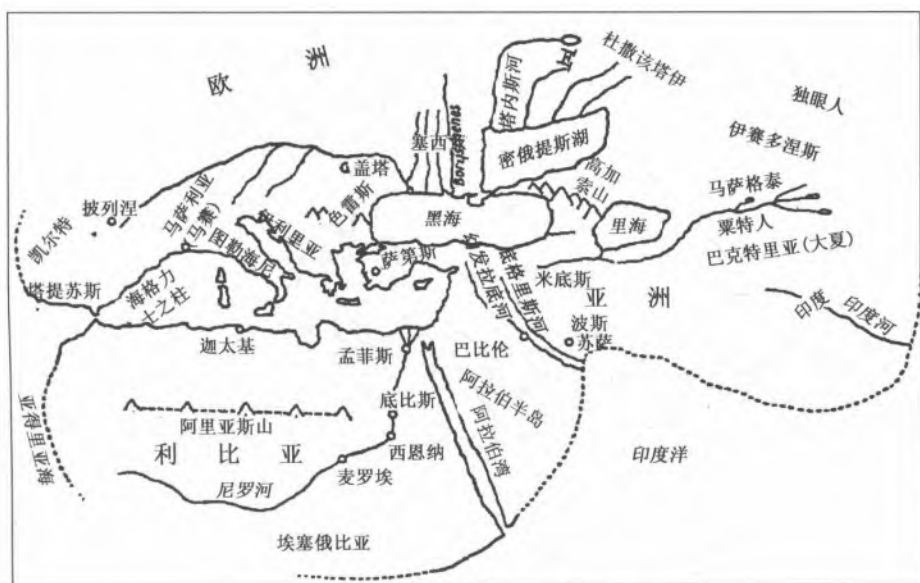 欧 洲
杜撒该塔伊
塔内斯河
独眼人
伊赛多涅斯
塞西
Borysthenes
密俄提斯湖
高加
索山
盖塔
色雷斯
黑海
里海
马萨格泰
粟特人
巴克特里亚(大夏)
披列涅
凯尔特
马萨利亚
(马赛)
图勒海尼
伊利里亚
萨第斯
塔提苏斯
海格力
士之柱
米底斯
亚 洲
幼发拉底河
底格里斯河
印度
印度河
波斯
苏萨
巴比伦
迦太基
孟菲斯
底比斯
阿拉伯半岛
阿拉伯湾
阿里亚斯山
利 比 亚
西恩纳
麦罗埃
尼罗河
印度洋
埃塞俄比亚